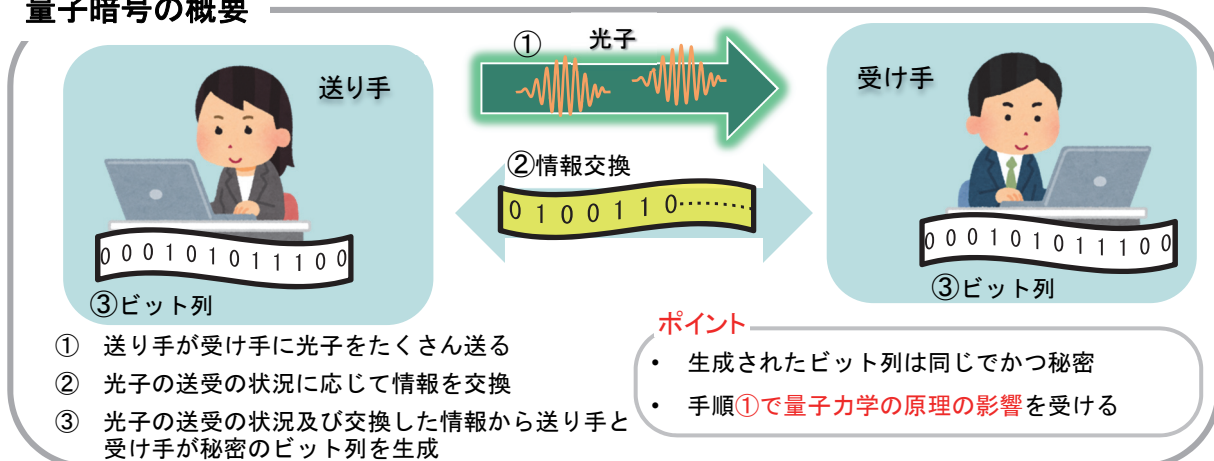 量子暗号の概要
送り手
①
光子
受け手
②情報交換
0 1 0 0 1 1 0‥‥‥‥
0 0 0 1 0 1 0 1 1 1 0 0
③ビット列
0 0 0 1 0 1 0 1 1 1 0 0
③ビット列
① 送り手が受け手に光子をたくさん送る
② 光子の送受の状況に応じて情報を交換
③ 光子の送受の状況及び交換した情報から送り手と
受け手が秘密のビット列を生成
ポイント
• 生成されたビット列は同じでかつ秘密
• 手順①で量子力学の原理の影響を受ける